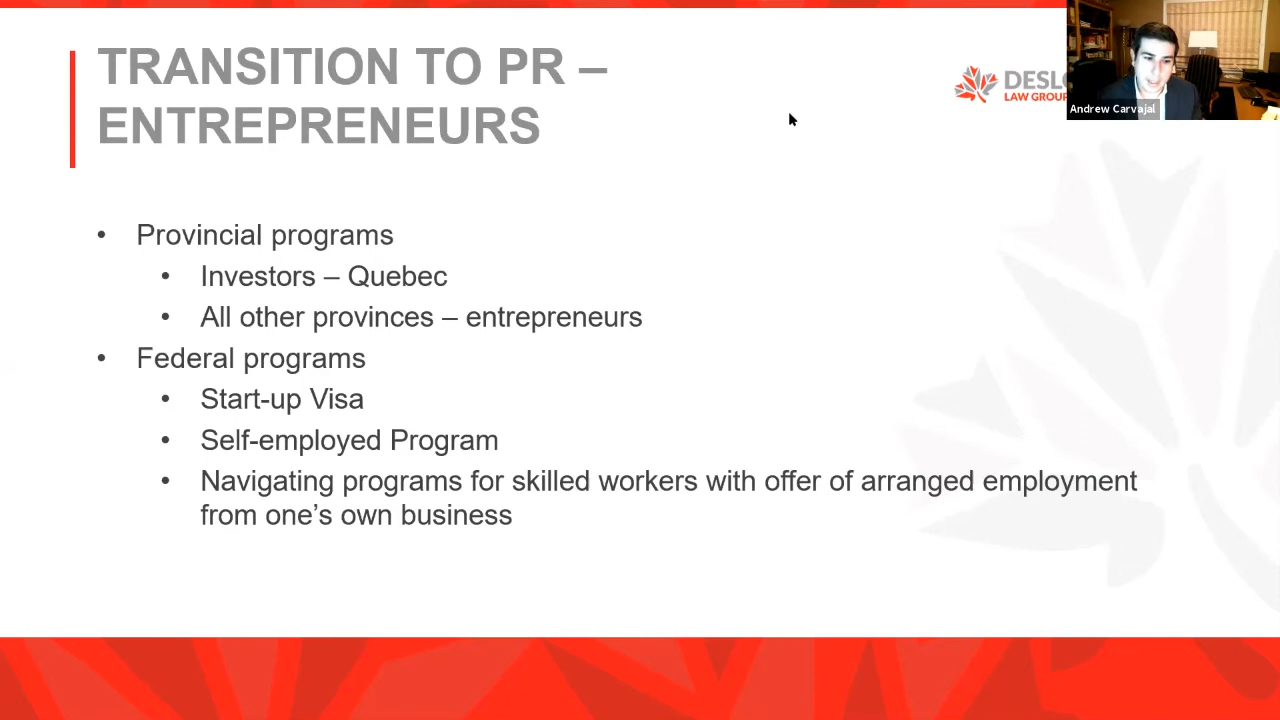 TRANSITION TO PR –
ENTREPRENEURS
LAW GROUP
Andrew Carvajal
• Provincial programs
• Investors – Quebec
• All other provinces – entrepreneurs
• Federal programs
• Start-up Visa
• Self-employed Program
• Navigating programs for skilled workers with offer of arranged employment
from one’s own business